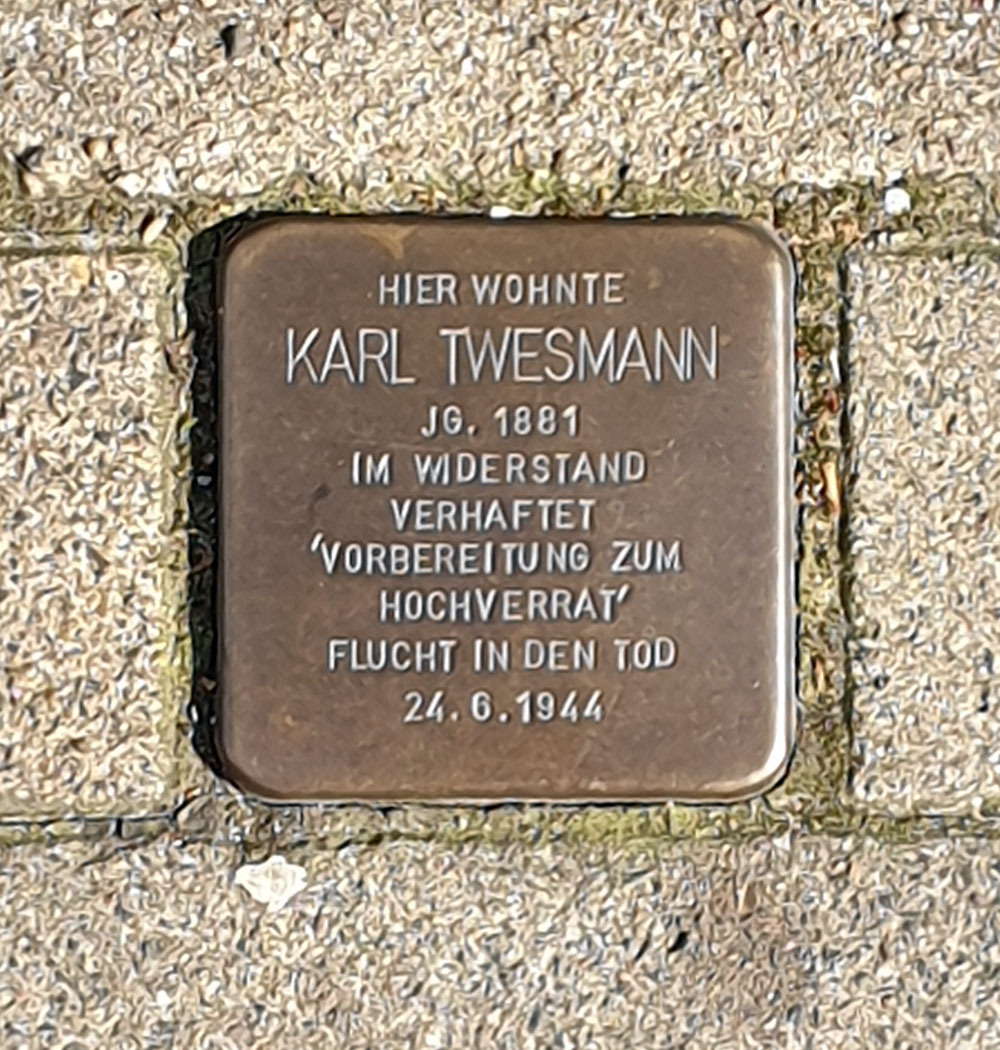 HIER WOHNTE
KARL TWESMANN
JG. 1881
IM WIDERSTAND
VERHAFTET
'VORBEREITUNG ZUM
HOCHVERRAT'
FLUCHT IN DEN TOD
24.6.1944